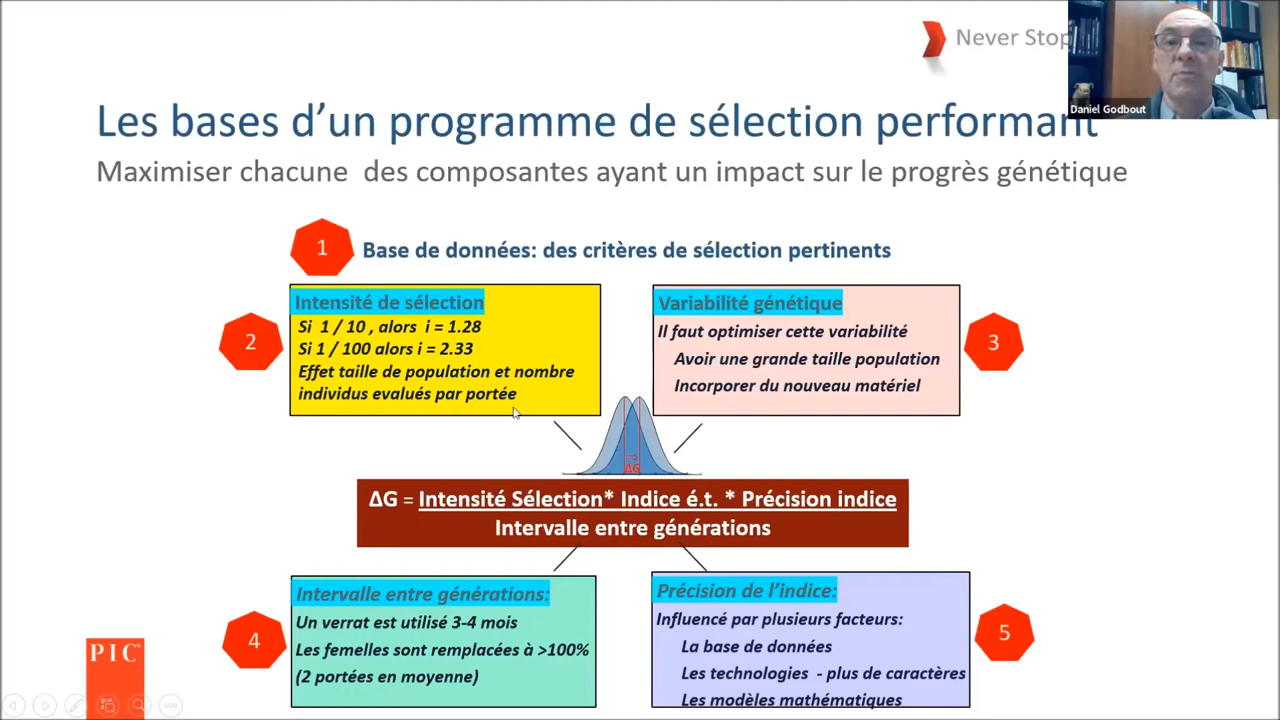 Never Stop
Daniel Godbout
Les bases d’un programme de sélection performant
Maximiser chacune des composantes ayant un impact sur le progrès génétique
1
Base de données: des critères de sélection pertinents
2
Intensité de sélection
Si 1 / 10 , alors i = 1.28
Si 1 / 100 alors i = 2.33
Effet taille de population et nombre
individus evalués par portée
Variabilité génétique
Il faut optimiser cette variabilité
Avoir une grande taille population
Incorporer du nouveau matériel
3
ΔG
ΔG = Intensité Sélection* Indice é.t. * Précision indice
Intervalle entre générations
4
Intervalle entre générations:
Un verrat est utilisé 3-4 mois
Les femelles sont remplacées à >100%
(2 portées en moyenne)
Précision de l’índice:
Influencé par plusieurs facteurs:
La base de données
Les technologies - plus de caractères
Les modèles mathématiques
5
PIC®